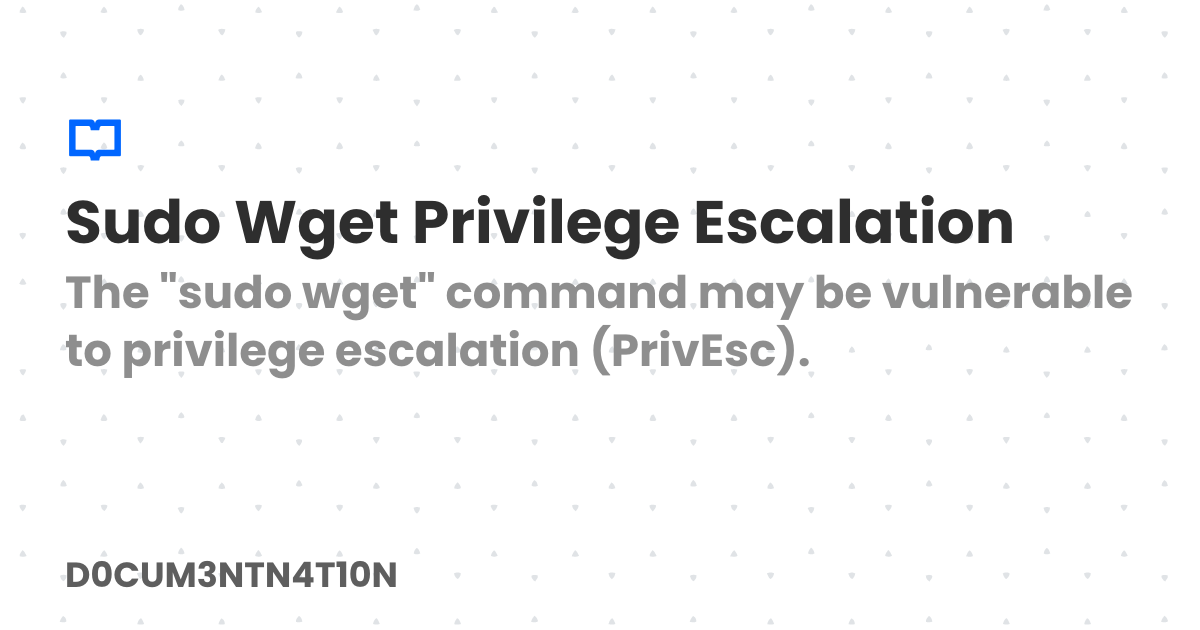 Sudo Wget Privilege Escalation
The "sudo wget" command may be vulnerable
to privilege escalation (PrivEsc).
D0CUM3NTN4T10N